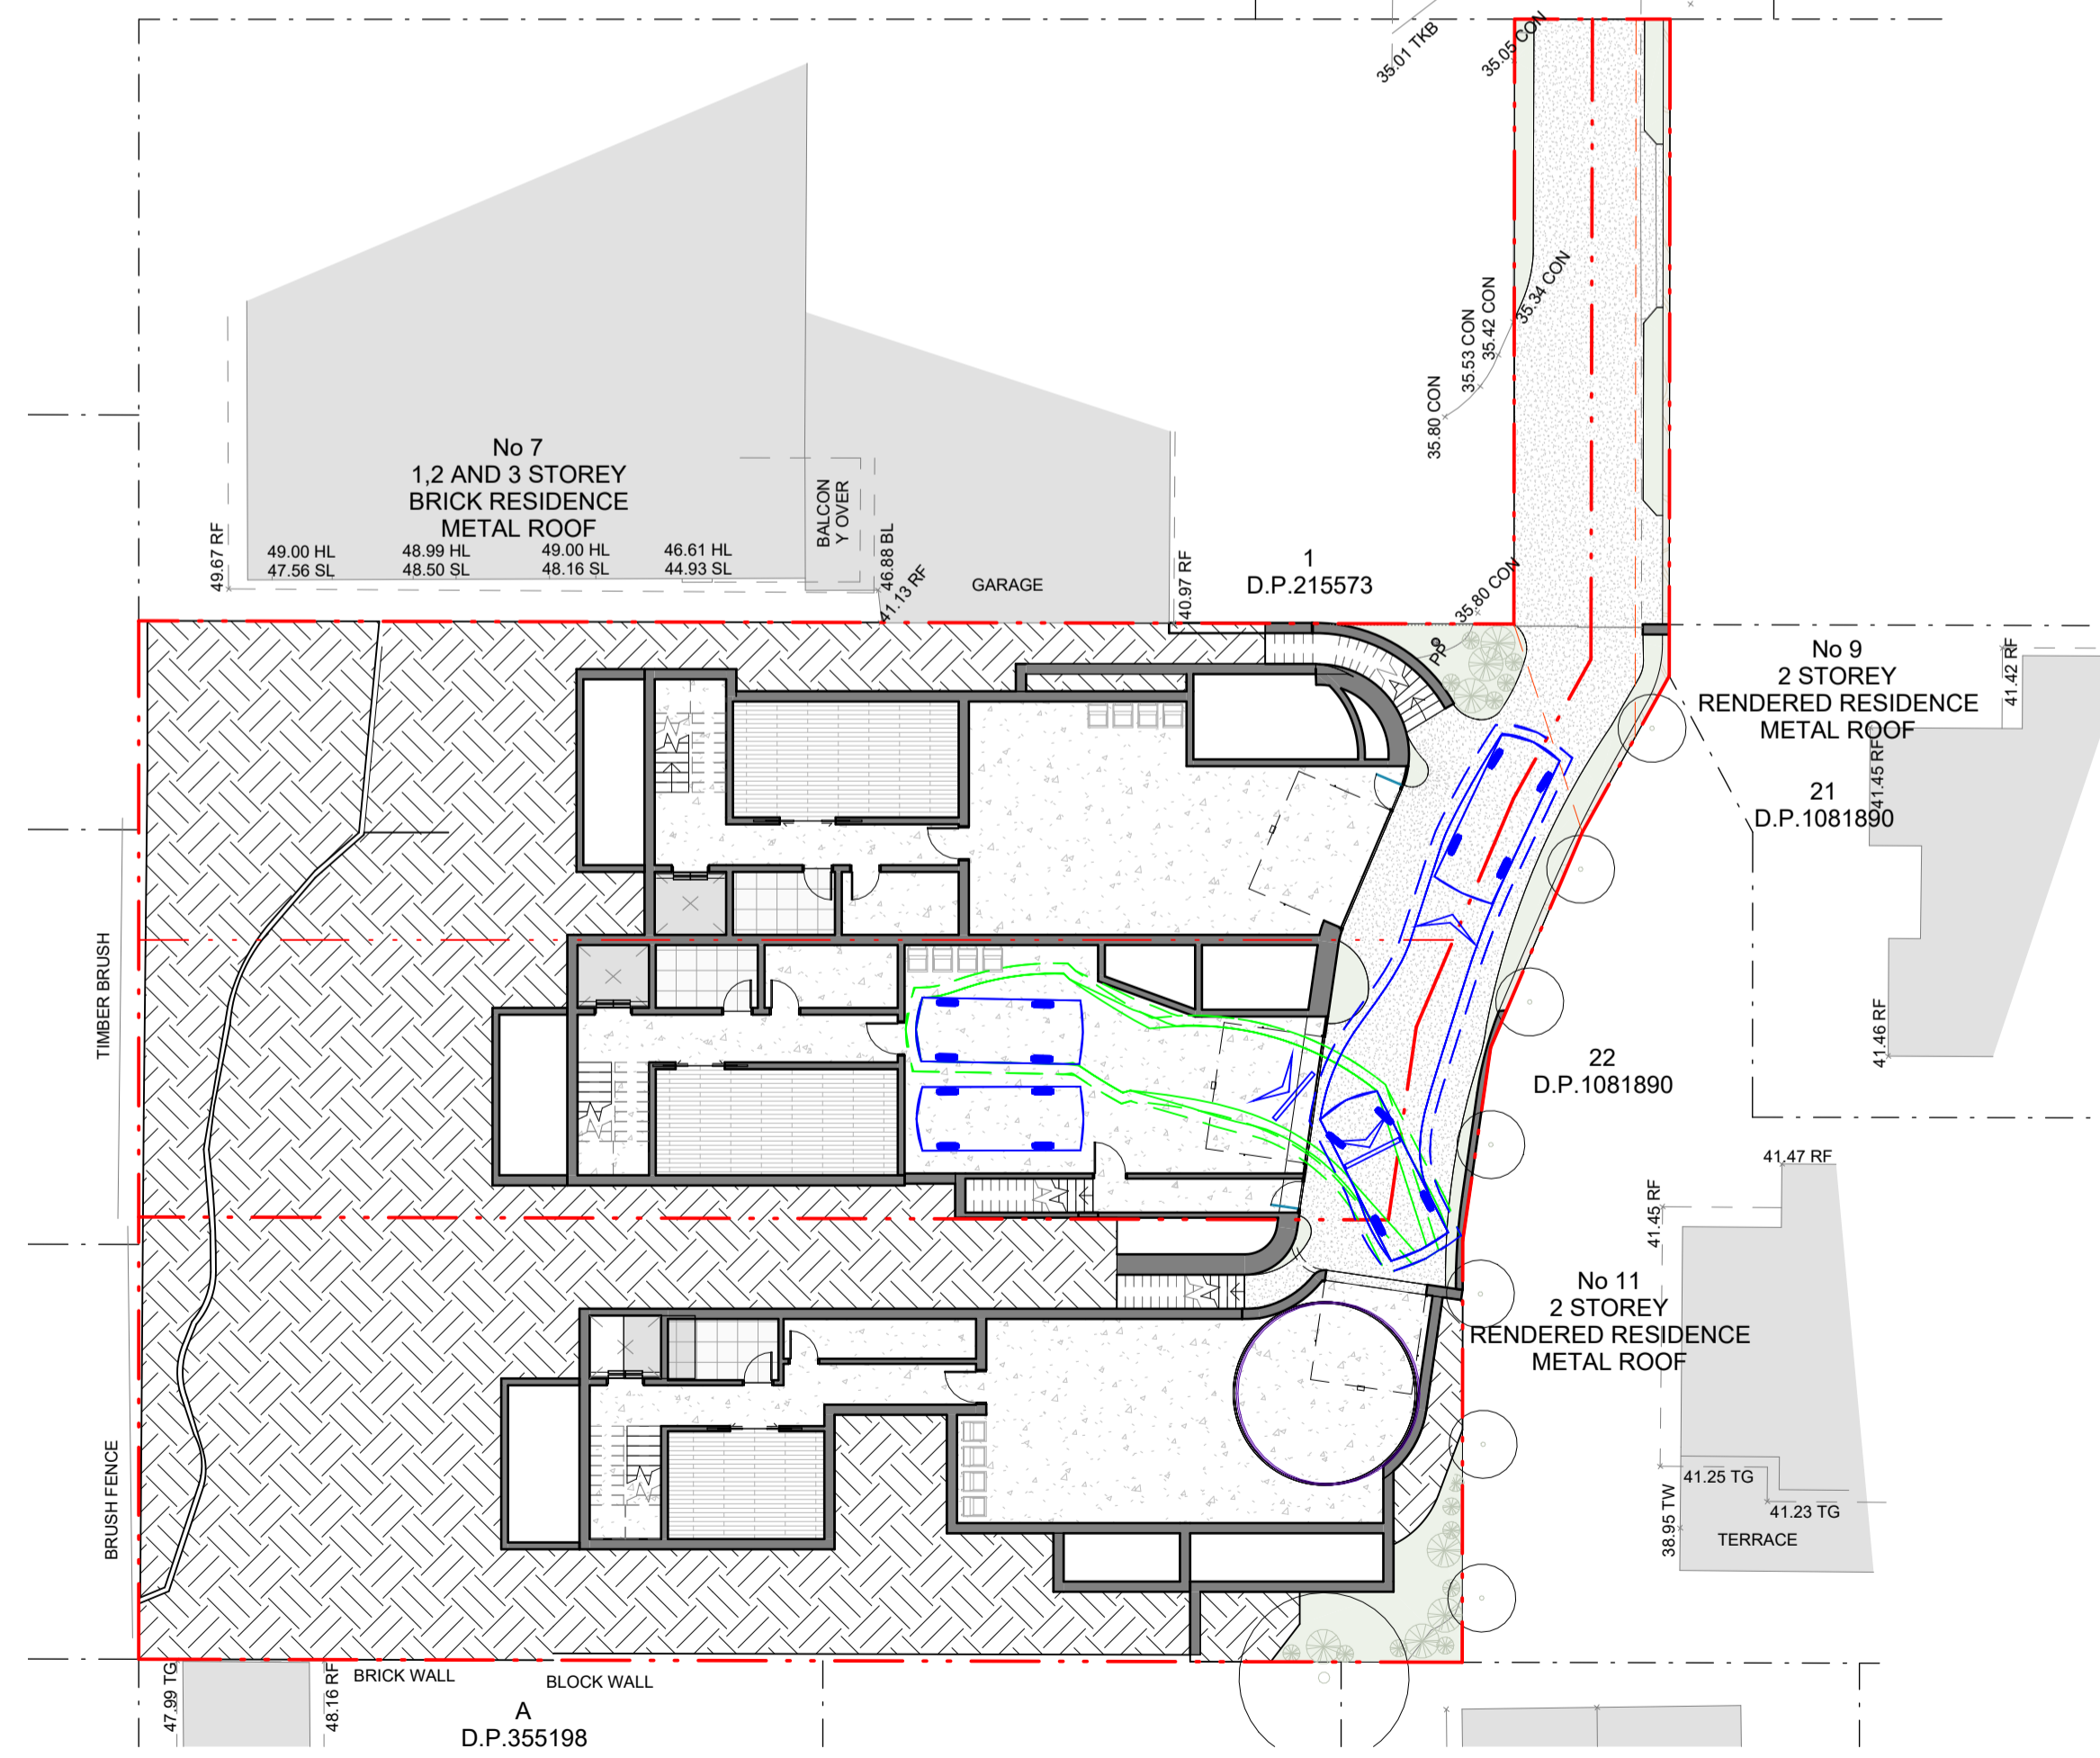 35.01 TKB
35.05 CON
35.34 CON
35.42 CON
35.53 CON
35.80 CON
No 7
1,2 AND 3 STOREY
BRICK RESIDENCE
METAL ROOF
49.67 RF
49.00 HL
47.56 SL
48.99 HL
48.50 SL
49.00 HL
48.16 SL
46.61 HL
44.93 SL
BALCON
Y OVER
46.88 BL
41.13 RF
GARAGE
40.97 RF
1
D.P.215573
35.80 CON
PP
No 9
2 STOREY
RENDERED RESIDENCE
METAL ROOF
41.42 RF
41.45 RF
21
D.P.1081890
41.46 RF
TIMBER BRUSH
22
D.P.1081890
41.47 RF
41.45 RF
No 11
2 STOREY
RENDERED RESIDENCE
METAL ROOF
BRUSH FENCE
41.25 TG
41.23 TG
38.95 TW
TERRACE
47.99 TG
48.16 RF
BRICK WALL
BLOCK WALL
A
D.P.355198